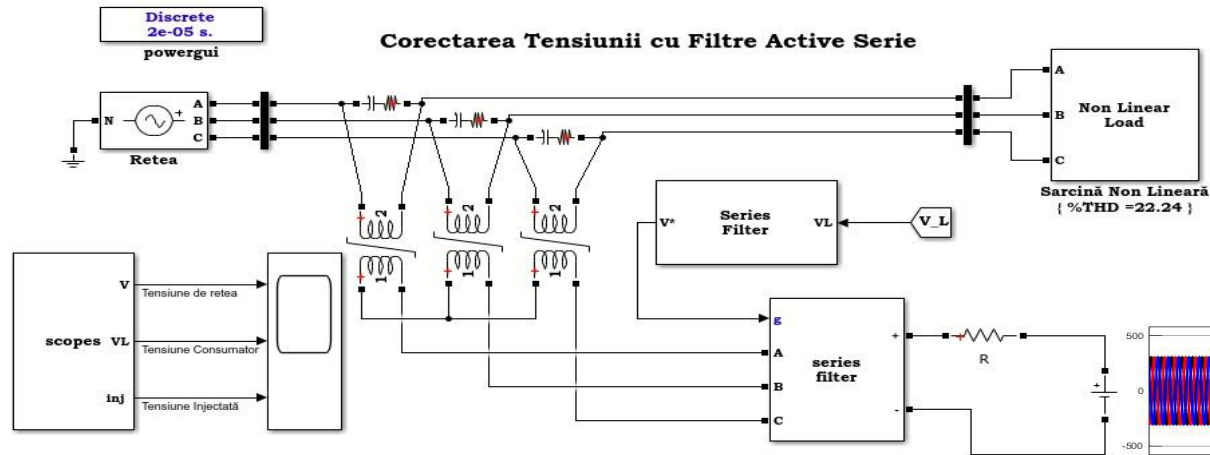 Discrete
2e-05 s.
powergui
Corectarea Tensiunii cu Filtre Active Serie
N
A
B
C
+
Retea
A
B
C
Non Linear
Load
Sarcină Non Lineară
{ %THD =22.24 }
2
2
2
1
1
1
V*
Series
Filter
VL
V_L
scopes
V
VL
inj
Tensiune de retea
Tensiune Consumator
Tensiune Injectată
g
A
B
C
series
filter
+
-
+
R
+
500
0
-500